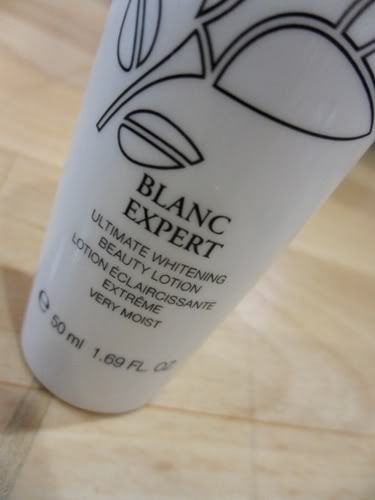 BLANC
EXPERT
ULTIMATE WHITENING
BEAUTY LOTION
LOTION ÉCLAIRCISSANTE
EXTRÊME
VERY MOIST
℮ 50 ml 1.69 FL. OZ